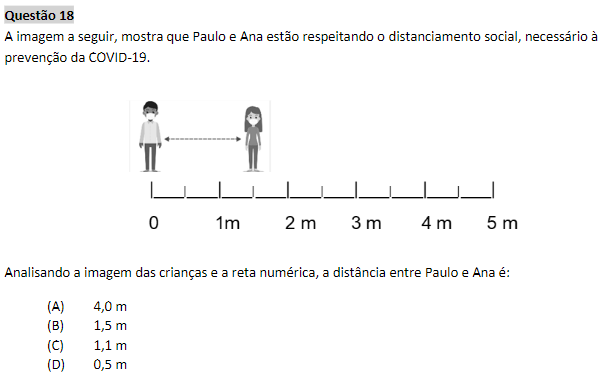 Questão 18
A imagem a seguir, mostra que Paulo e Ana estão respeitando o distanciamento social, necessário à
prevenção da COVID-19.
0 1m 2 m 3 m 4 m 5 m
Analisando a imagem das crianças e a reta numérica, a distância entre Paulo e Ana é:
(A) 4,0 m
(B) 1,5 m
(C) 1,1 m
(D) 0,5 m